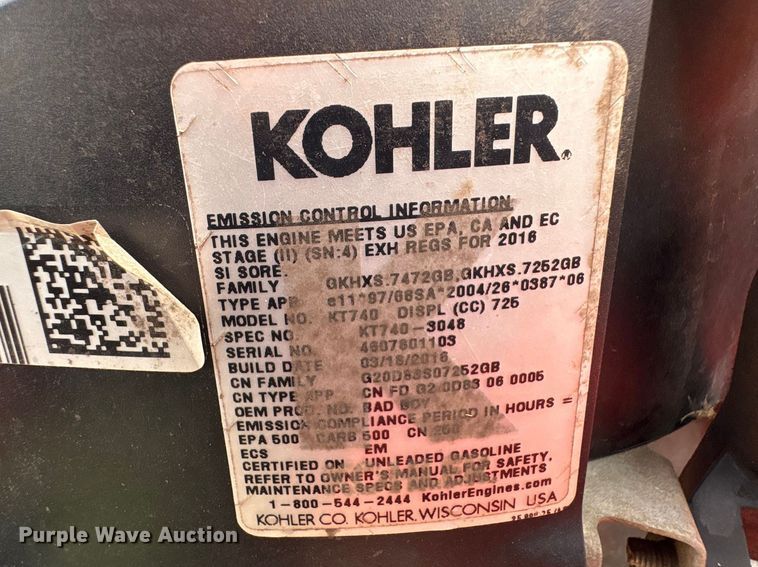 KOHLER.
EMISSION CONTROL INFORMATION
THIS ENGINE MEETS US EPA, CA AND EC
STAGE (II) (SN:4) EXH REGS FOR 2016
SI SORE.
FAMILY GKHXS.7472GB,GKHXS.7252GB
TYPE APP e11*97/68SA*2004/26*0387*06
MODEL NO. KT740 DISPL (CC) 725
SPEC NO. KT740-3048
SERIAL NO. 4607801103
BUILD DATE 03/18/2016
CN FAMILY G20D83S07252GB
CN TYPE APP CN FD G2 0D83 06 0005
OEM PROD. NO. BAD BOY
EMISSION COMPLIANCE PERIOD IN HOURS =
EPA 500 CARB 500 CN 250
ECS EM
CERTIFIED ON UNLEADED GASOLINE
REFER TO OWNER'S MANUAL FOR SAFETY,
MAINTENANCE SPECS AND ADJUSTMENTS
1-800-544-2444 KohlerEngines.com
KOHLER CO. KOHLER, WISCONSIN USA
Purple Wave Auction